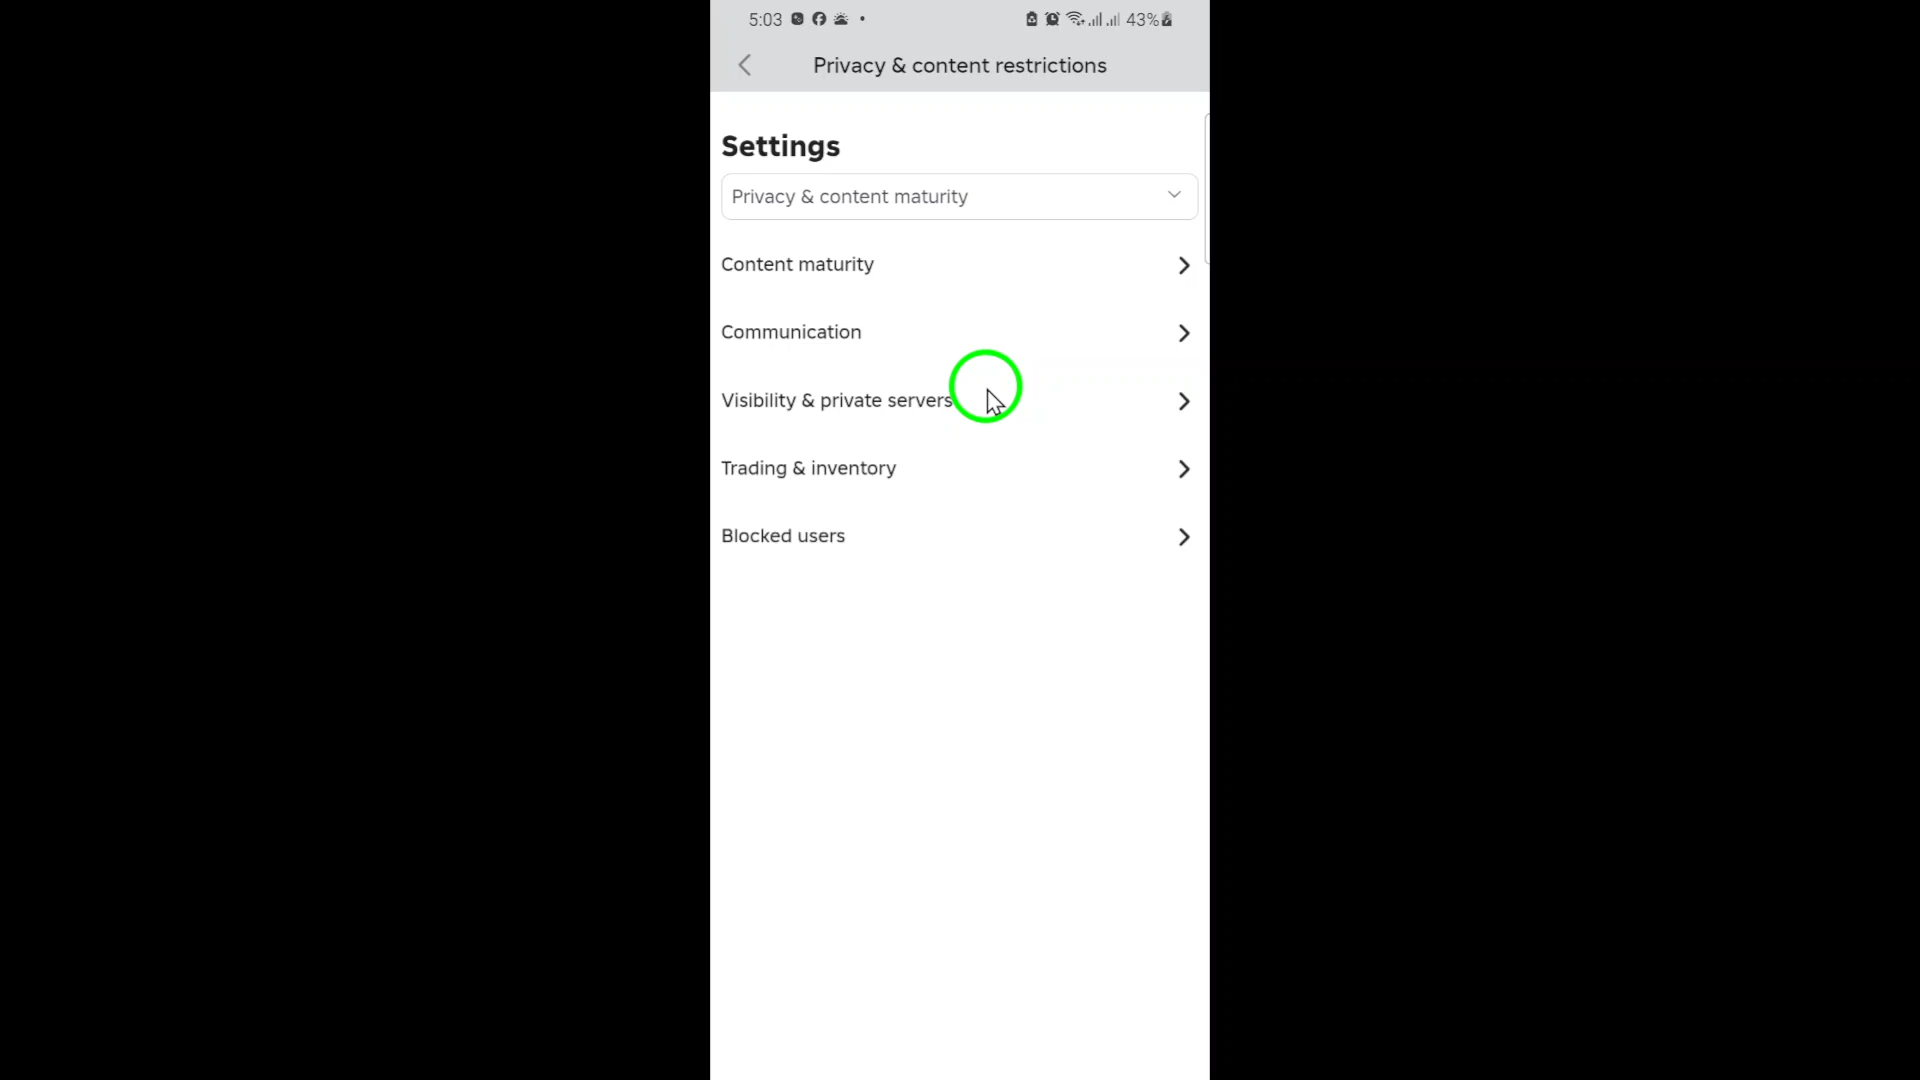 5:03 43%
Privacy & content restrictions
Settings
Privacy & content maturity
Content maturity
Communication
Visibility & private servers
Trading & inventory
Blocked users